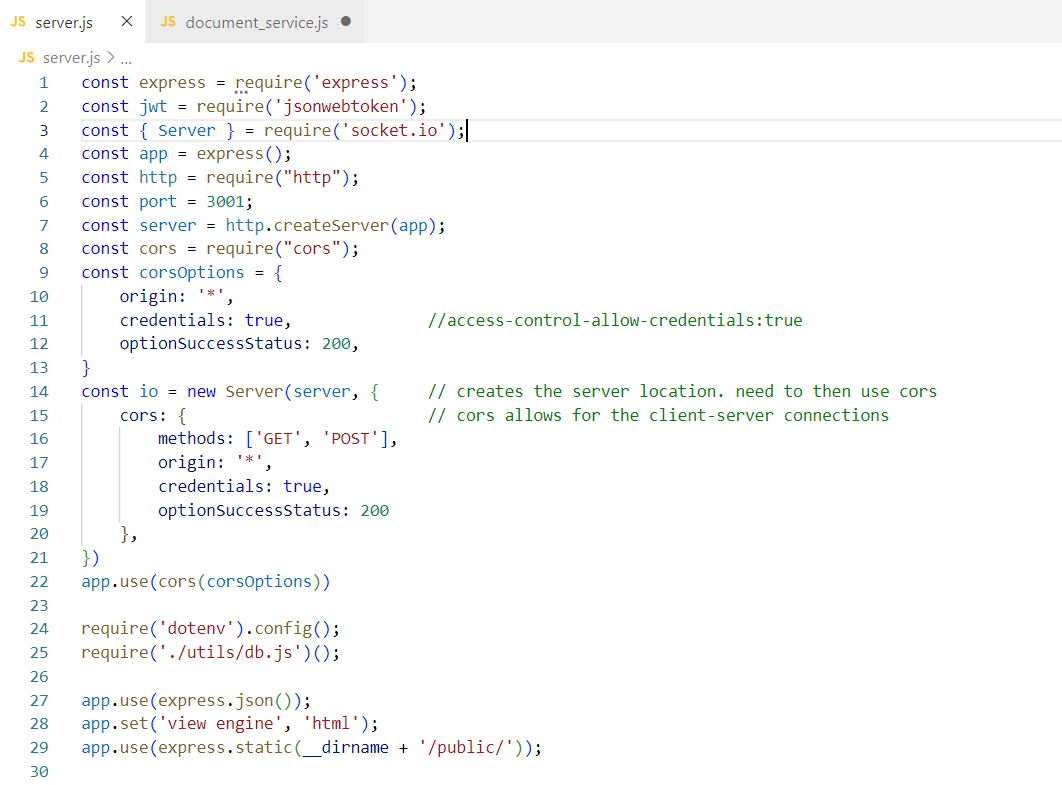 JS server.js × JS document_service.js ●
JS server.js > ...
1 const express = require('express');
2 const jwt = require('jsonwebtoken');
3 const { Server } = require('socket.io');
4 const app = express();
5 const http = require("http");
6 const port = 3001;
7 const server = http.createServer(app);
8 const cors = require("cors");
9 const corsOptions = {
10     origin: '*',
11     credentials: true,              //access-control-allow-credentials:true
12     optionSuccessStatus: 200,
13 }
14 const io = new Server(server, {     // creates the server location. need to then use cors
15     cors: {                         // cors allows for the client-server connections
16         methods: ['GET', 'POST'],
17         origin: '*',
18         credentials: true,
19         optionSuccessStatus: 200
20     },
21 })
22 app.use(cors(corsOptions))
23
24 require('dotenv').config();
25 require('./utils/db.js')();
26
27 app.use(express.json());
28 app.set('view engine', 'html');
29 app.use(express.static(__dirname + '/public/'));
30